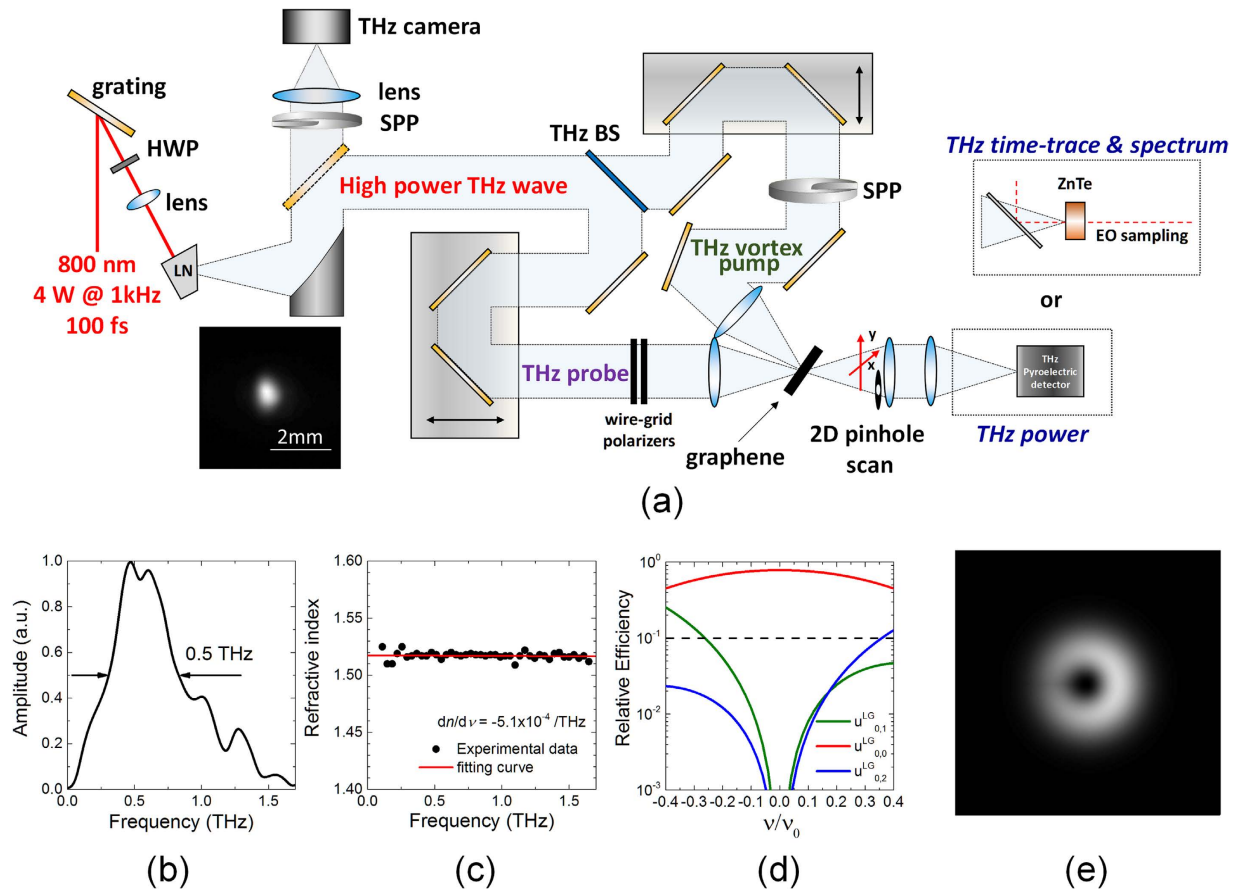 THz camera
grating
lens
SPP
HWP
THz BS
THz time-trace & spectrum
ZnTe
High power THz wave
SPP
lens
EO sampling
THz vortex
pump
LN
800 nm
4 W @ 1kHz
100 fs
or
y
x
THz probe
THz
Pyroelectric
detector
2mm
wire-grid
polarizers
2D pinhole
scan
THz power
graphene
(a)
Amplitude (a.u.)
1.0
0.8
0.6
0.4
0.2
0.0
0.5 THz
0.0 0.5 1.0 1.5
Frequency (THz)
(b)
Refractive index
1.60
1.55
1.50
1.45
1.40
dn/dν = -5.1x10⁻⁴ /THz
Experimental data
fitting curve
0.0 0.5 1.0 1.5
Frequency (THz)
(c)
Relative Efficiency
10⁰
10⁻¹
10⁻²
10⁻³
u^LG_0,1
u^LG_0,0
u^LG_0,2
-0.4 -0.3 -0.2 -0.1 0.0 0.1 0.2 0.3 0.4
ν/ν₀
(d)
(e)